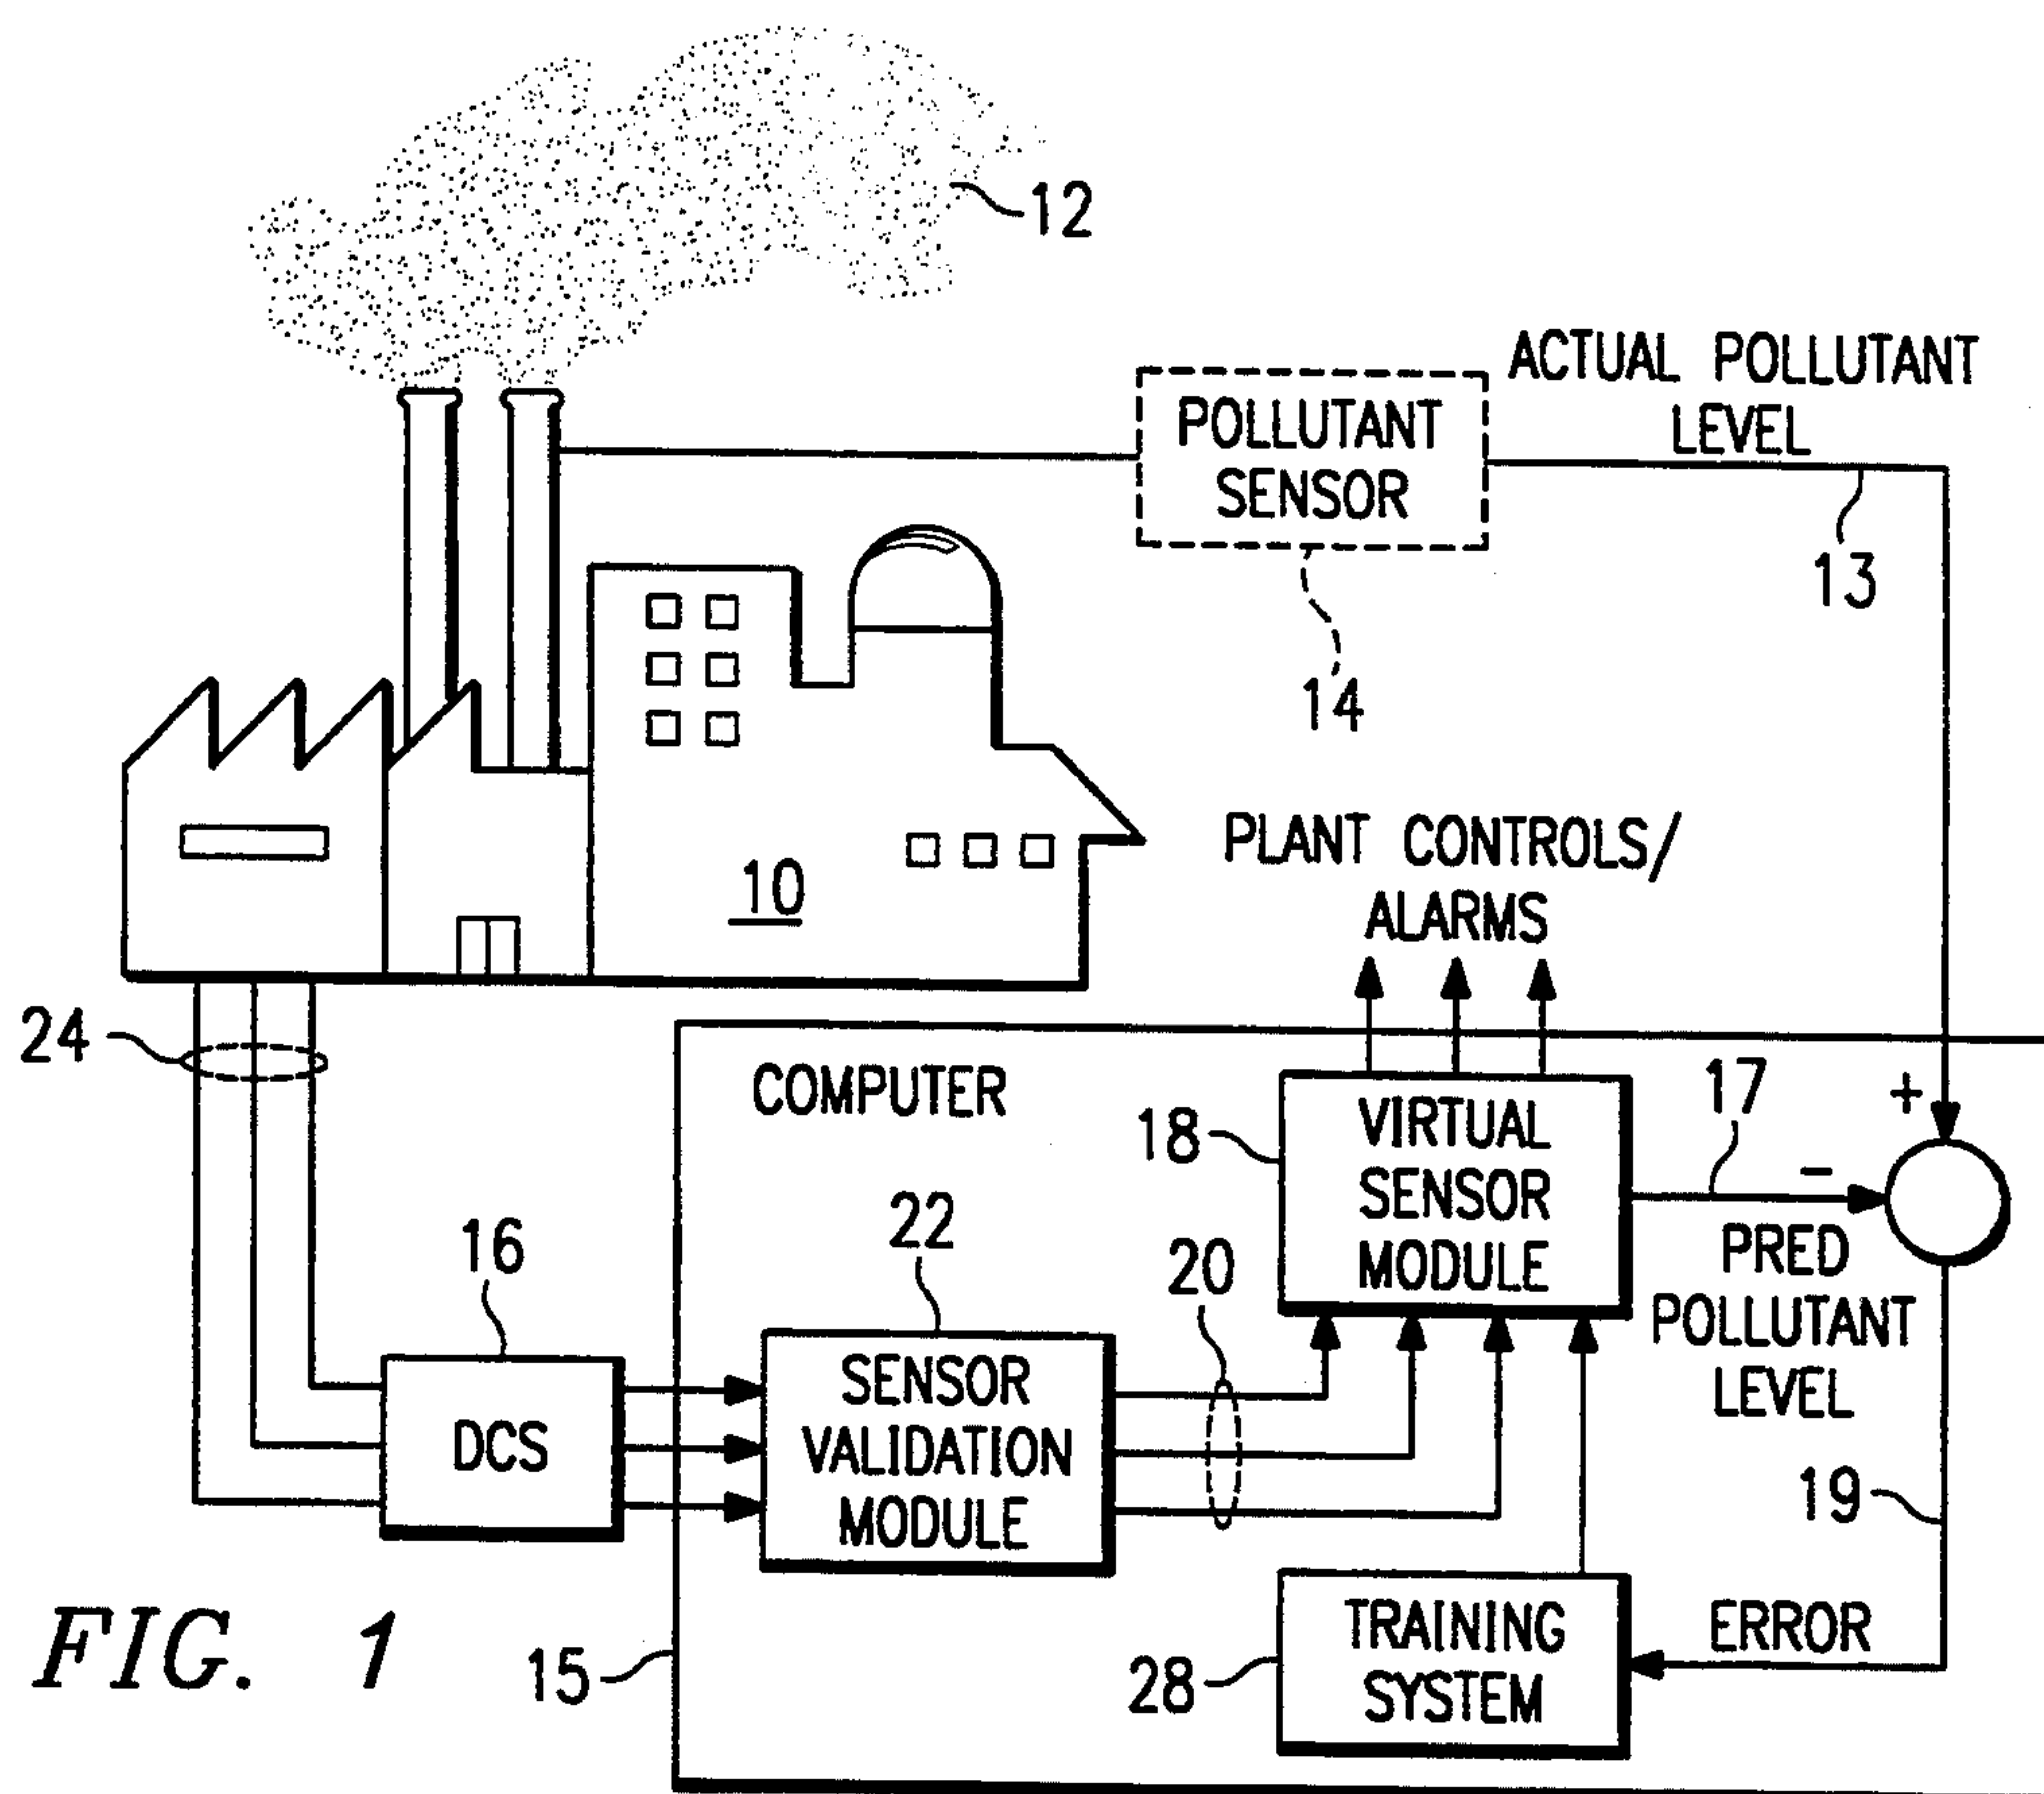 12
ACTUAL POLLUTANT
LEVEL
POLLUTANT
SENSOR
13
14
10
PLANT CONTROLS/
ALARMS
24
COMPUTER
17
+
18
VIRTUAL
SENSOR
MODULE
-
22
16
20
PRED
POLLUTANT
LEVEL
SENSOR
VALIDATION
MODULE
DCS
19
FIG. 1
15
TRAINING
SYSTEM
ERROR
28